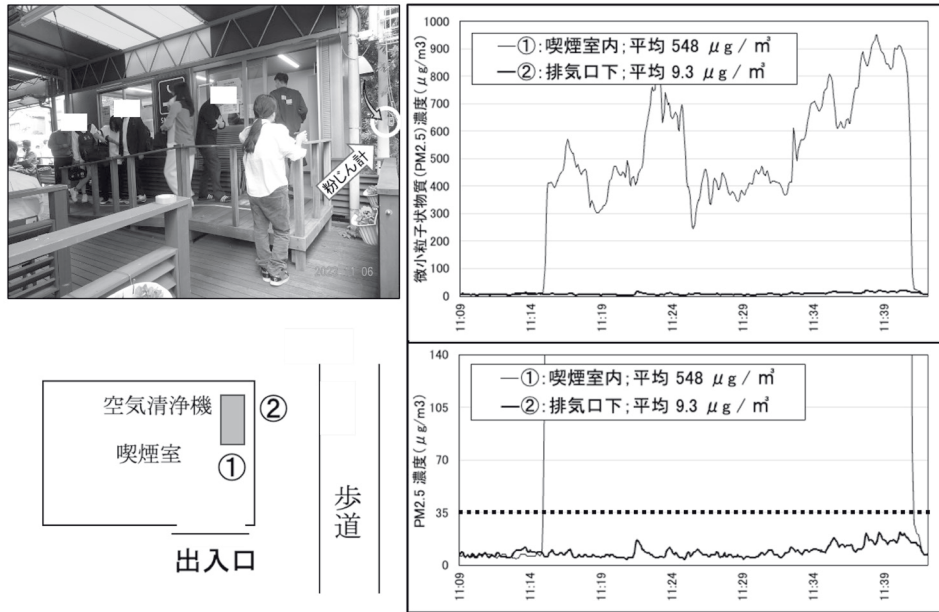 粉じん計
2023 11 06
空気清浄機
②
喫煙室
①
出入口
歩道
微小粒子状物質(PM2.5)濃度(μg/m3)
1000
900
800
700
600
500
400
300
200
100
0
①:喫煙室内;平均 548 μg/㎥
②:排気口下;平均 9.3 μg/㎥
11:09
11:14
11:19
11:24
11:29
11:34
11:39
PM2.5 濃度(μg/m3)
140
105
70
35
0
①:喫煙室内;平均 548 μg/㎥
②:排気口下;平均 9.3 μg/㎥
11:09
11:14
11:19
11:24
11:29
11:34
11:39